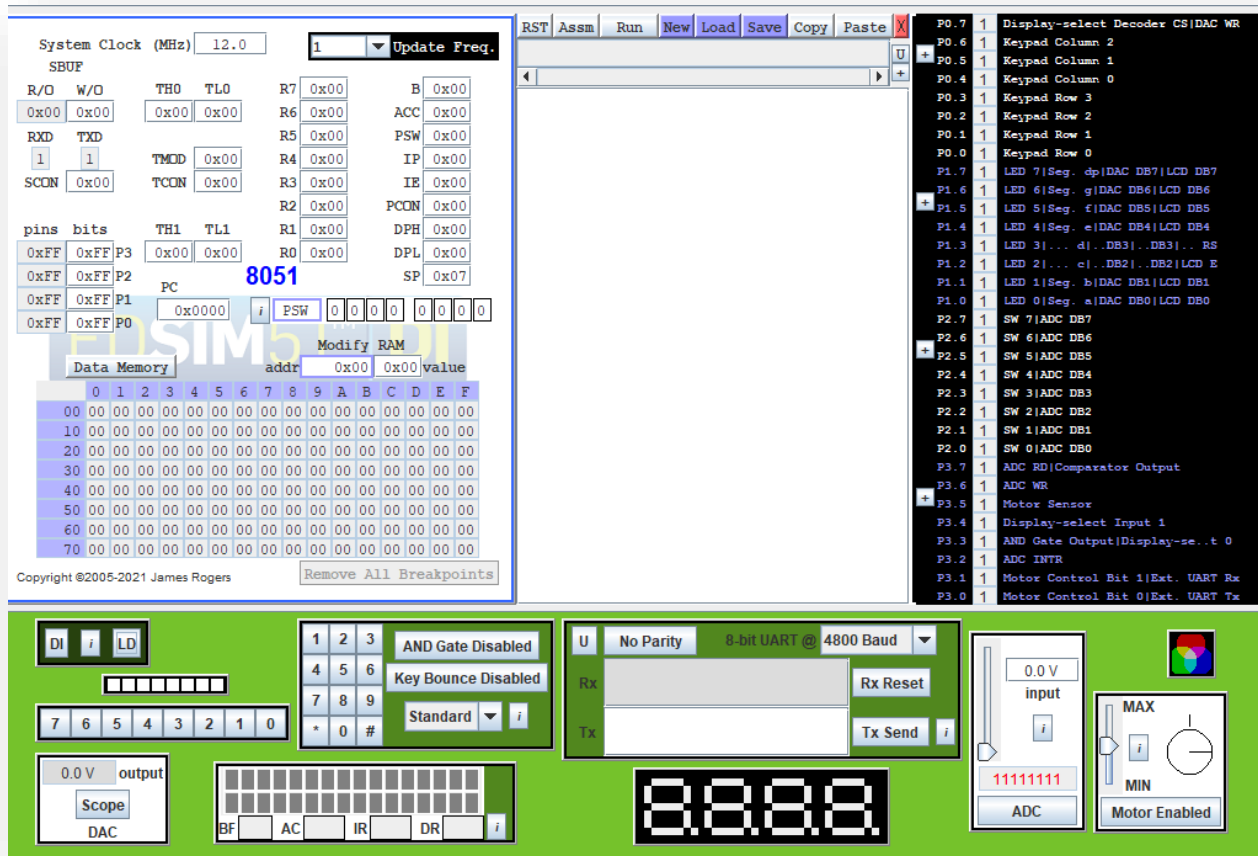 System Clock (MHz) 12.0 1 Update Freq.
SBUF
R/O W/O TH0 TL0 R7 0x00 B 0x00
0x00 0x00 0x00 0x00 R6 0x00 ACC 0x00
RXD TXD R5 0x00 PSW 0x00
1 1 TMOD 0x00 R4 0x00 IP 0x00
SCON 0x00 TCON 0x00 R3 0x00 IE 0x00
R2 0x00 PCON 0x00
pins bits TH1 TL1 R1 0x00 DPH 0x00
0xFF 0xFF P3 0x00 0x00 R0 0x00 DPL 0x00
0xFF 0xFF P2 8051 SP 0x07
0xFF 0xFF P1 PC
0xFF 0xFF P0 0x0000 i PSW 0 0 0 0 0 0 0 0
EDSIM51 DI
TM
Modify RAM
Data Memory addr 0x00 0x00 value
0 1 2 3 4 5 6 7 8 9 A B C D E F
00 00 00 00 00 00 00 00 00 00 00 00 00 00 00 00 00
10 00 00 00 00 00 00 00 00 00 00 00 00 00 00 00 00
20 00 00 00 00 00 00 00 00 00 00 00 00 00 00 00 00
30 00 00 00 00 00 00 00 00 00 00 00 00 00 00 00 00
40 00 00 00 00 00 00 00 00 00 00 00 00 00 00 00 00
50 00 00 00 00 00 00 00 00 00 00 00 00 00 00 00 00
60 00 00 00 00 00 00 00 00 00 00 00 00 00 00 00 00
70 00 00 00 00 00 00 00 00 00 00 00 00 00 00 00 00
Copyright ©2005-2021 James Rogers Remove All Breakpoints
RST Assm Run New Load Save Copy Paste X
U
+
P0.7 1 Display-select Decoder CS|DAC WR
P0.6 1 Keypad Column 2
+
P0.5 1 Keypad Column 1
P0.4 1 Keypad Column 0
P0.3 1 Keypad Row 3
P0.2 1 Keypad Row 2
P0.1 1 Keypad Row 1
P0.0 1 Keypad Row 0
P1.7 1 LED 7|Seg. dp|DAC DB7|LCD DB7
P1.6 1 LED 6|Seg. g|DAC DB6|LCD DB6
+
P1.5 1 LED 5|Seg. f|DAC DB5|LCD DB5
P1.4 1 LED 4|Seg. e|DAC DB4|LCD DB4
P1.3 1 LED 3|... d|..DB3|..DB3|.. RS
P1.2 1 LED 2|... c|..DB2|..DB2|LCD E
P1.1 1 LED 1|Seg. b|DAC DB1|LCD DB1
P1.0 1 LED 0|Seg. a|DAC DB0|LCD DB0
P2.7 1 SW 7|ADC DB7
P2.6 1 SW 6|ADC DB6
+
P2.5 1 SW 5|ADC DB5
P2.4 1 SW 4|ADC DB4
P2.3 1 SW 3|ADC DB3
P2.2 1 SW 2|ADC DB2
P2.1 1 SW 1|ADC DB1
P2.0 1 SW 0|ADC DB0
P3.7 1 ADC RD|Comparator Output
P3.6 1 ADC WR
+
P3.5 1 Motor Sensor
P3.4 1 Display-select Input 1
P3.3 1 AND Gate Output|Display-se..t 0
P3.2 1 ADC INTR
P3.1 1 Motor Control Bit 1|Ext. UART Rx
P3.0 1 Motor Control Bit 0|Ext. UART Tx
DI i LD
7 6 5 4 3 2 1 0
0.0 V output
Scope
DAC
1 2 3 AND Gate Disabled
4 5 6 Key Bounce Disabled
7 8 9
* 0 # Standard i
BF AC IR DR i
U No Parity 8-bit UART @ 4800 Baud
Rx Rx Reset
Tx Tx Send i
8.8.8.8.
0.0 V
input
i
11111111
ADC
MAX
i
MIN
Motor Enabled